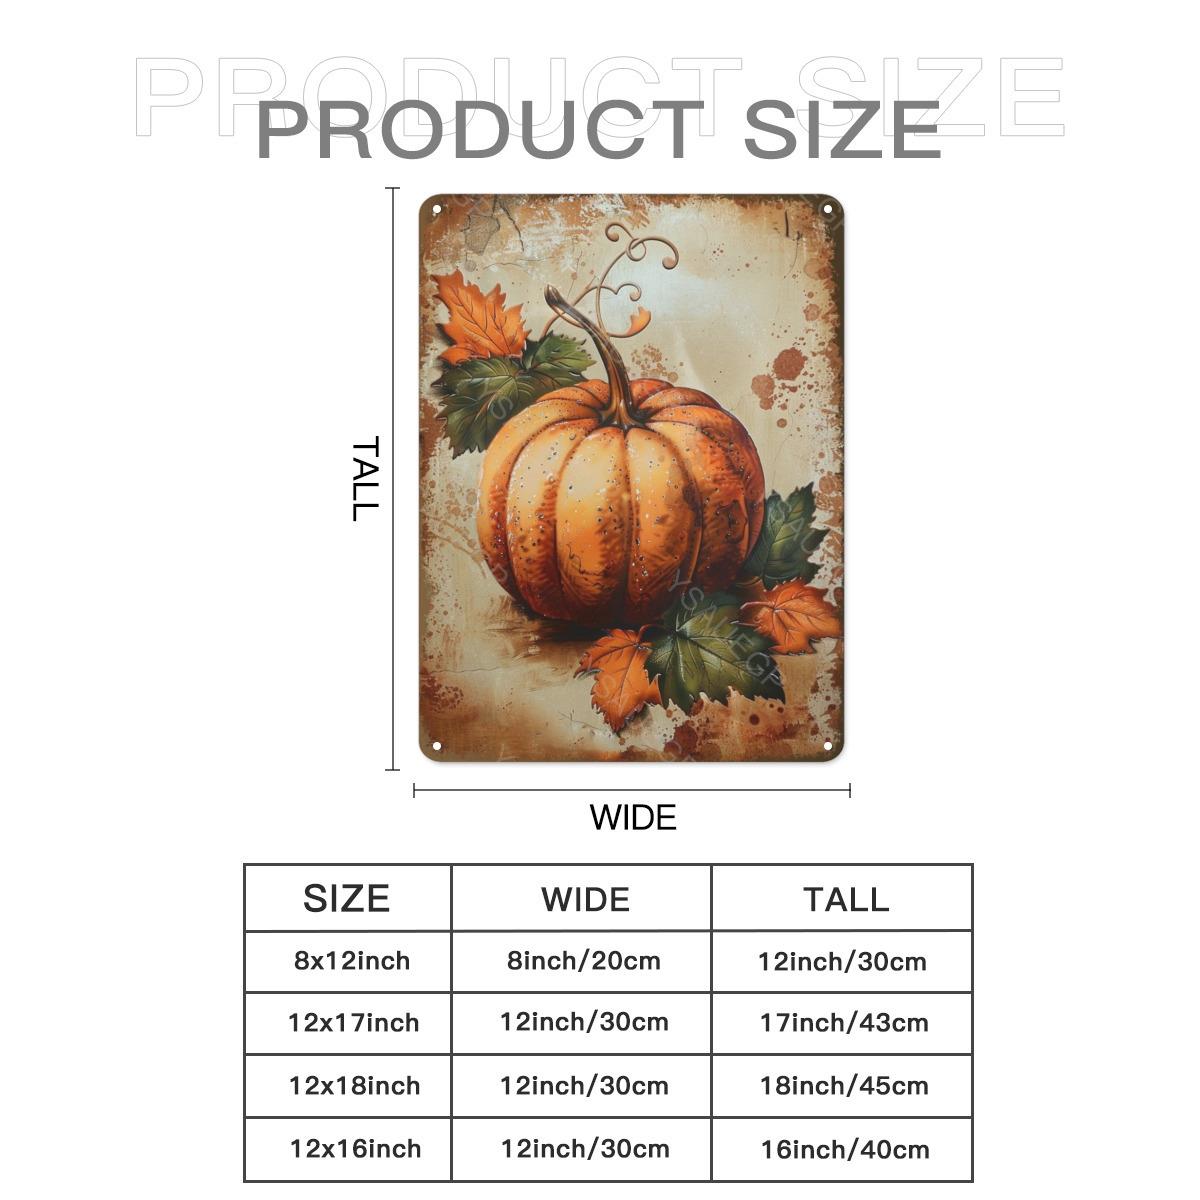 PRODUCT SIZE
PRODUCT SIZE
TALL
YSMILEGP
WIDE
SIZE WIDE TALL
8x12inch 8inch/20cm 12inch/30cm
12x17inch 12inch/30cm 17inch/43cm
12x18inch 12inch/30cm 18inch/45cm
12x16inch 12inch/30cm 16inch/40cm